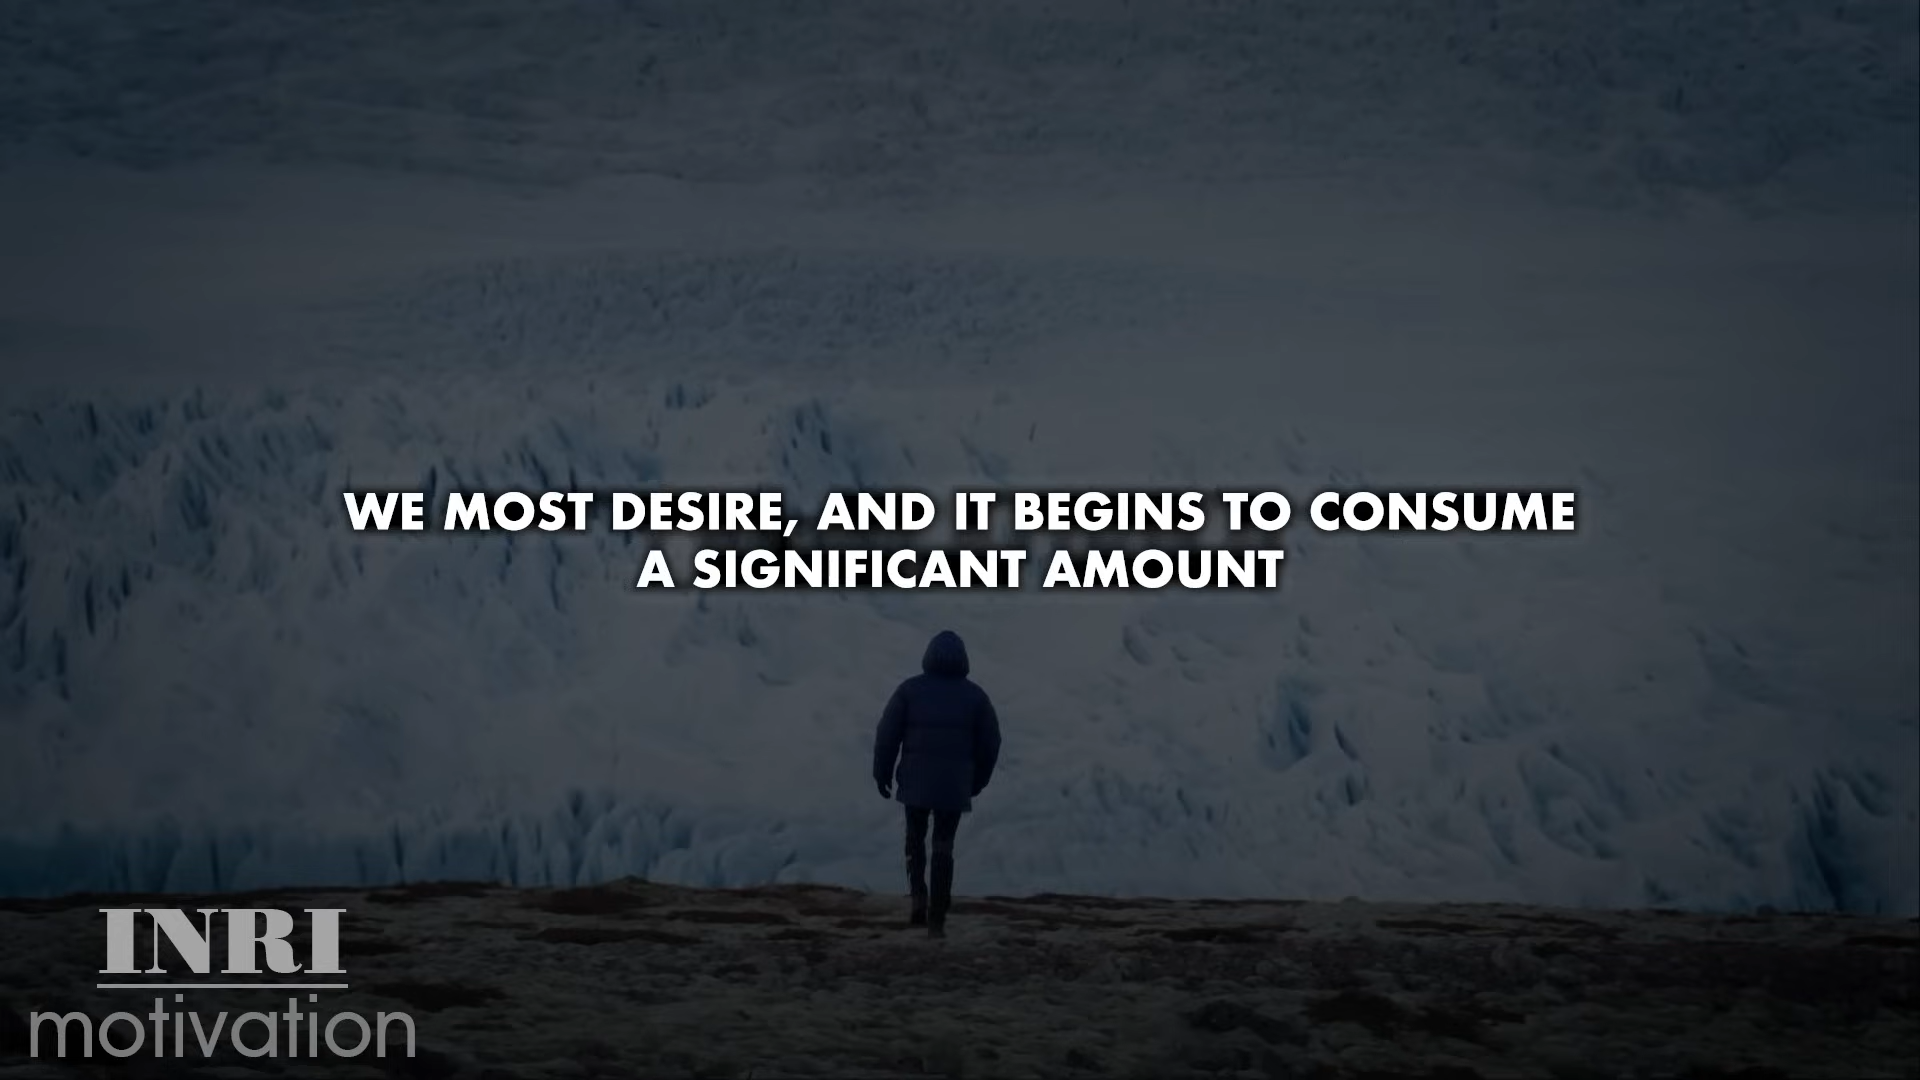 WE MOST DESIRE, AND IT BEGINS TO CONSUME
A SIGNIFICANT AMOUNT
INRI
motivation